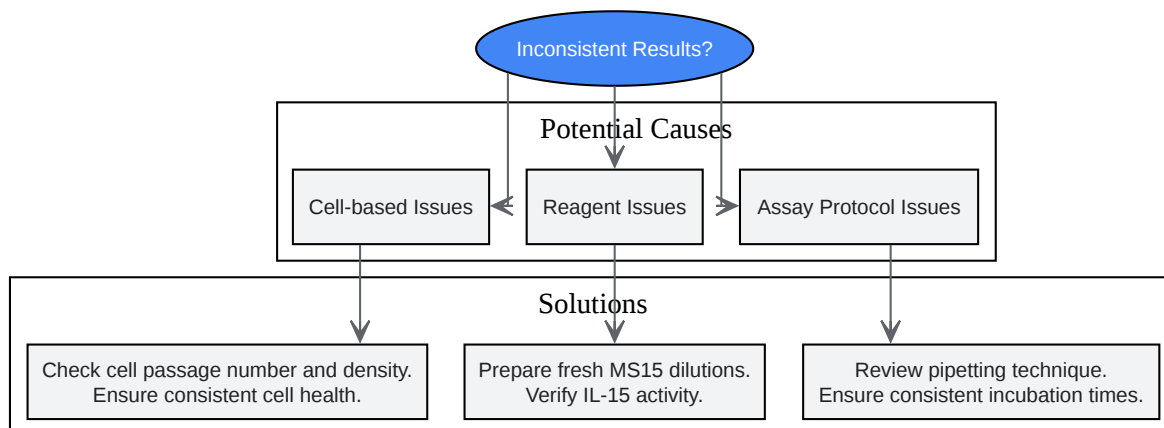 Inconsistent Results?
Potential Causes
Cell-based Issues
Reagent Issues
Assay Protocol Issues
Solutions
Check cell passage number and density.
Ensure consistent cell health.
Prepare fresh MS15 dilutions.
Verify IL-15 activity.
Review pipetting technique.
Ensure consistent incubation times.